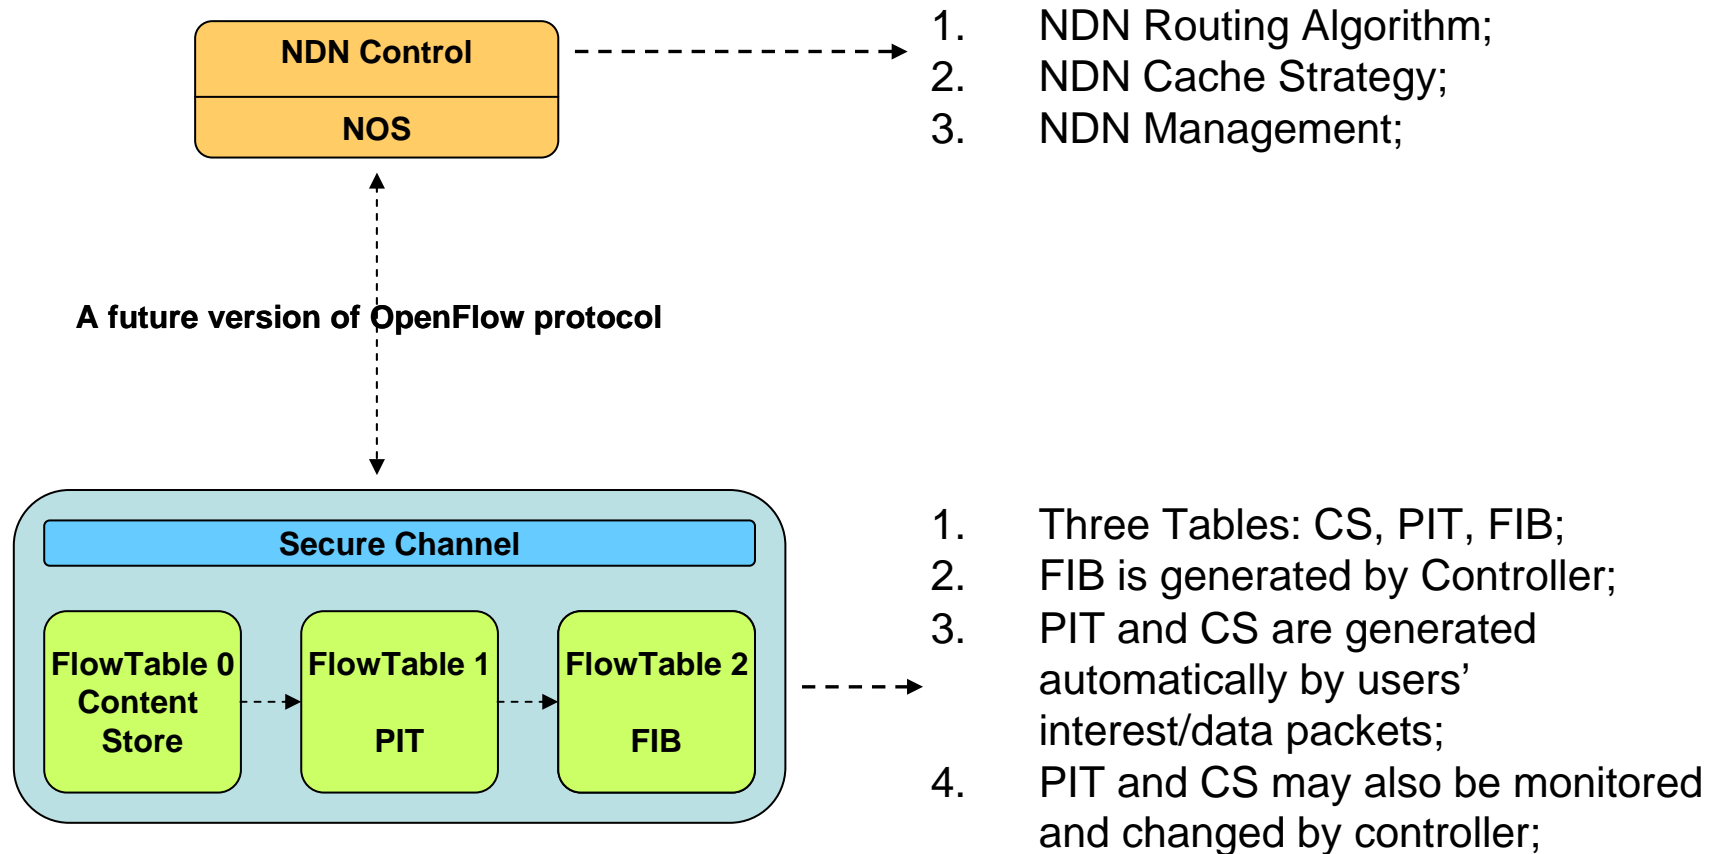 NDN Control
NOS
1. NDN Routing Algorithm;
2. NDN Cache Strategy;
3. NDN Management;
A future version of OpenFlow protocol
Secure Channel
FlowTable 0
Content
Store
FlowTable 1
PIT
FlowTable 2
FIB
1. Three Tables: CS, PIT, FIB;
2. FIB is generated by Controller;
3. PIT and CS are generated
automatically by users’
interest/data packets;
4. PIT and CS may also be monitored
and changed by controller;